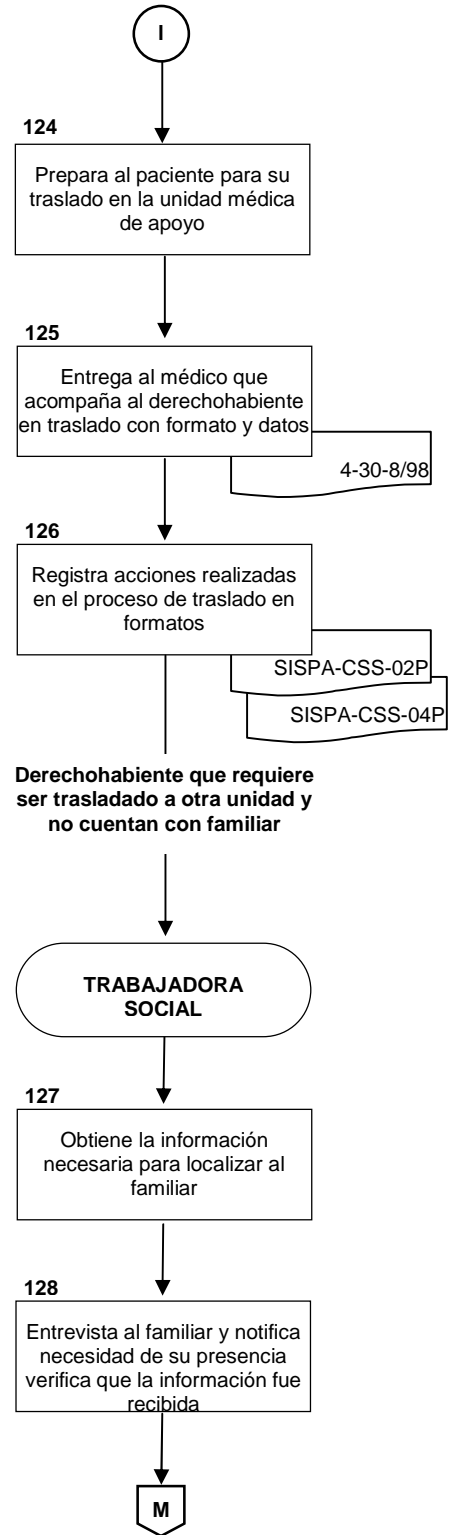 I
124
Prepara al paciente para su
traslado en la unidad médica
de apoyo
125
Entrega al médico que
acompaña al derechohabiente
en traslado con formato y datos
4-30-8/98
126
Registra acciones realizadas
en el proceso de traslado en
formatos
SISPA-CSS-02P
SISPA-CSS-04P
Derechohabiente que requiere
ser trasladado a otra unidad y
no cuentan con familiar
TRABAJADORA
SOCIAL
127
Obtiene la información
necesaria para localizar al
familiar
128
Entrevista al familiar y notifica
necesidad de su presencia
verifica que la información fue
recibida
M